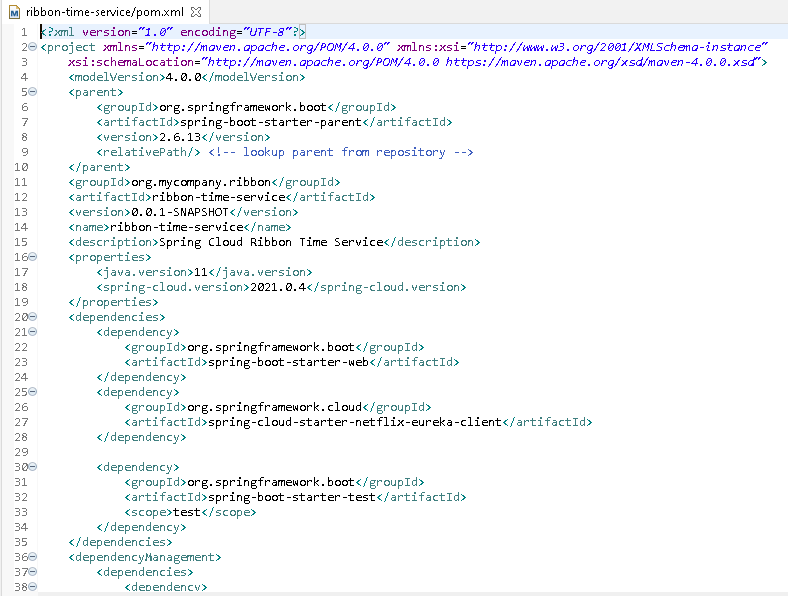 ribbon-time-service/pom.xml
1 <?xml version="1.0" encoding="UTF-8"?>
2 <project xmlns="http://maven.apache.org/POM/4.0.0" xmlns:xsi="http://www.w3.org/2001/XMLSchema-instance"
3     xsi:schemaLocation="http://maven.apache.org/POM/4.0.0 https://maven.apache.org/xsd/maven-4.0.0.xsd">
4     <modelVersion>4.0.0</modelVersion>
5     <parent>
6         <groupId>org.springframework.boot</groupId>
7         <artifactId>spring-boot-starter-parent</artifactId>
8         <version>2.6.13</version>
9         <relativePath/> <!-- lookup parent from repository -->
10     </parent>
11     <groupId>org.mycompany.ribbon</groupId>
12     <artifactId>ribbon-time-service</artifactId>
13     <version>0.0.1-SNAPSHOT</version>
14     <name>ribbon-time-service</name>
15     <description>Spring Cloud Ribbon Time Service</description>
16     <properties>
17         <java.version>11</java.version>
18         <spring-cloud.version>2021.0.4</spring-cloud.version>
19     </properties>
20     <dependencies>
21         <dependency>
22             <groupId>org.springframework.boot</groupId>
23             <artifactId>spring-boot-starter-web</artifactId>
24         </dependency>
25         <dependency>
26             <groupId>org.springframework.cloud</groupId>
27             <artifactId>spring-cloud-starter-netflix-eureka-client</artifactId>
28         </dependency>
29
30         <dependency>
31             <groupId>org.springframework.boot</groupId>
32             <artifactId>spring-boot-starter-test</artifactId>
33             <scope>test</scope>
34         </dependency>
35     </dependencies>
36     <dependencyManagement>
37         <dependencies>
38             <dependency>